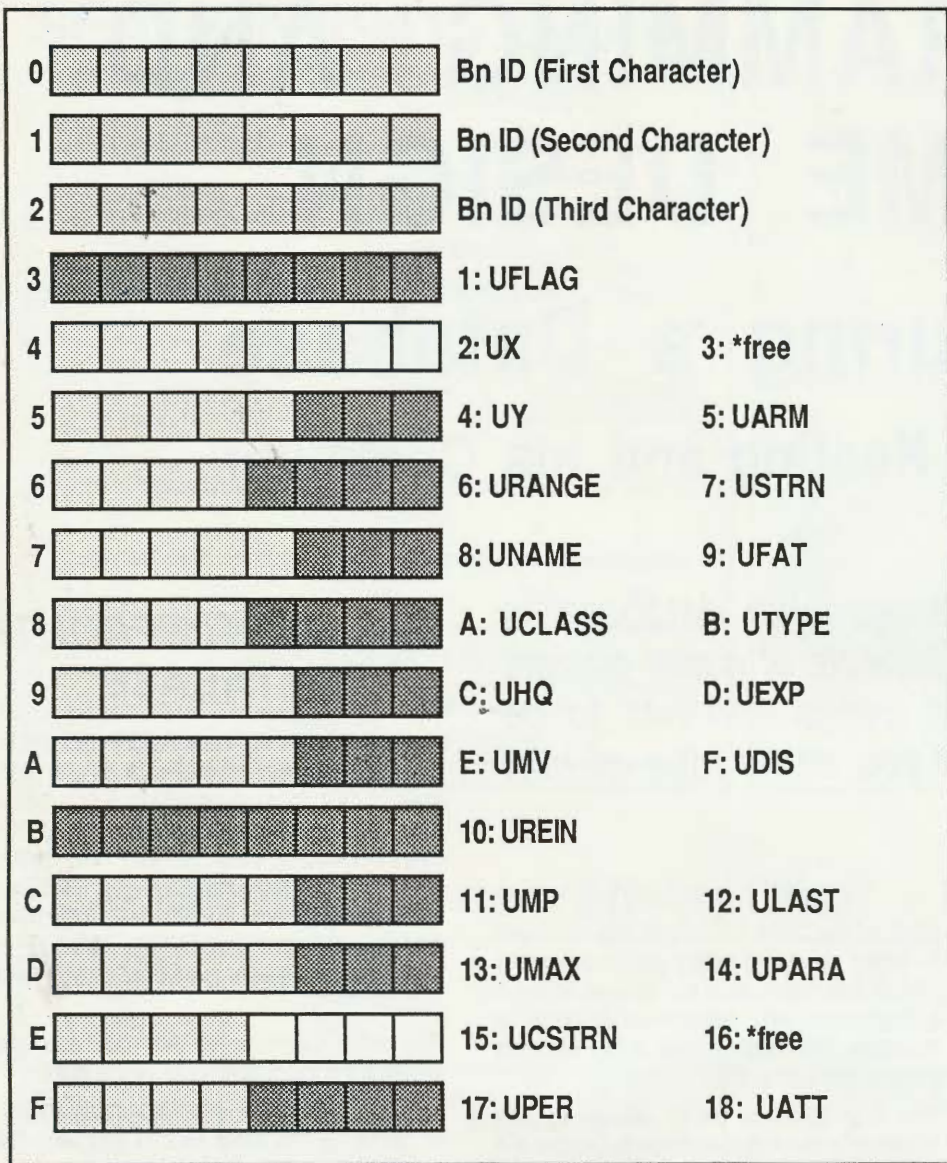 0 Bn ID (First Character)
1 Bn ID (Second Character)
2 Bn ID (Third Character)
3 1: UFLAG
4 2: UX 3: *free
5 4: UY 5: UARM
6 6: URANGE 7: USTRN
7 8: UNAME 9: UFAT
8 A: UCLASS B: UTYPE
9 C: UHQ D: UEXP
A E: UMV F: UDIS
B 10: UREIN
C 11: UMP 12: ULAST
D 13: UMAX 14: UPARA
E 15: UCSTRN 16: *free
F 17: UPER 18: UATT